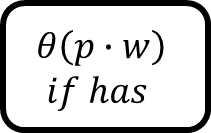 θ(p · w)
if has